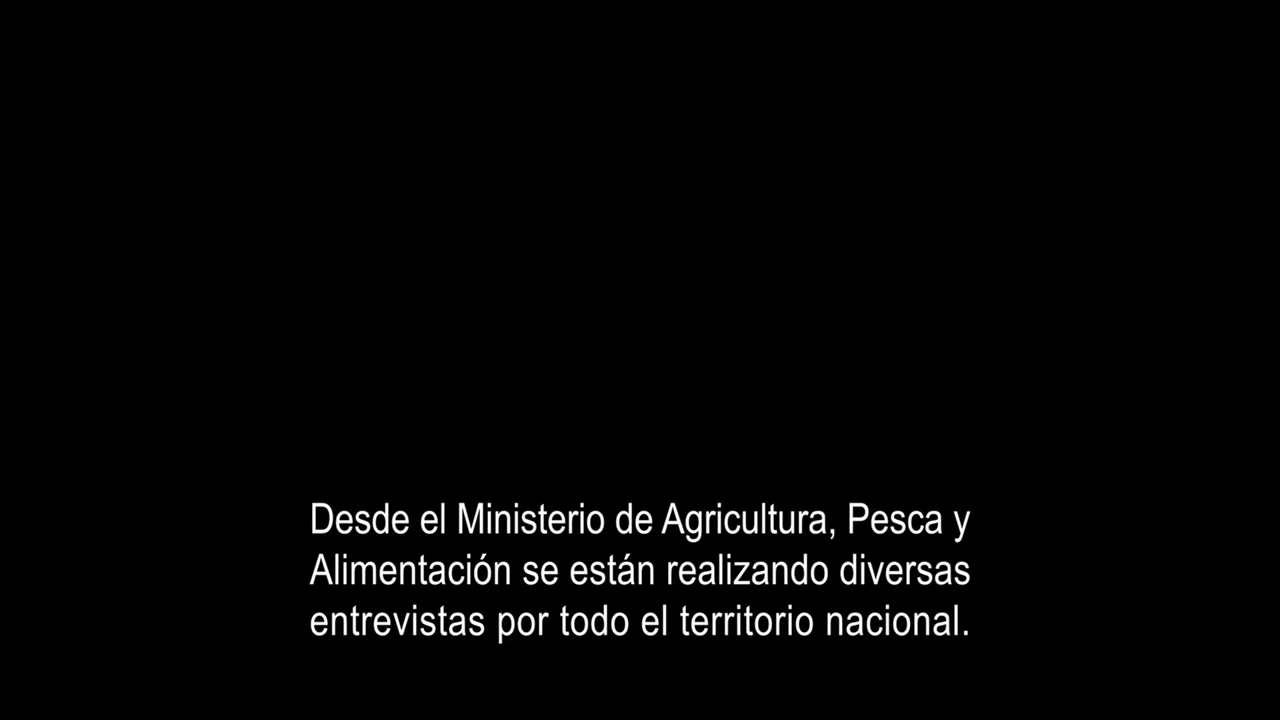 Desde el Ministerio de Agricultura, Pesca y
Alimentación se están realizando diversas
entrevistas por todo el territorio nacional.